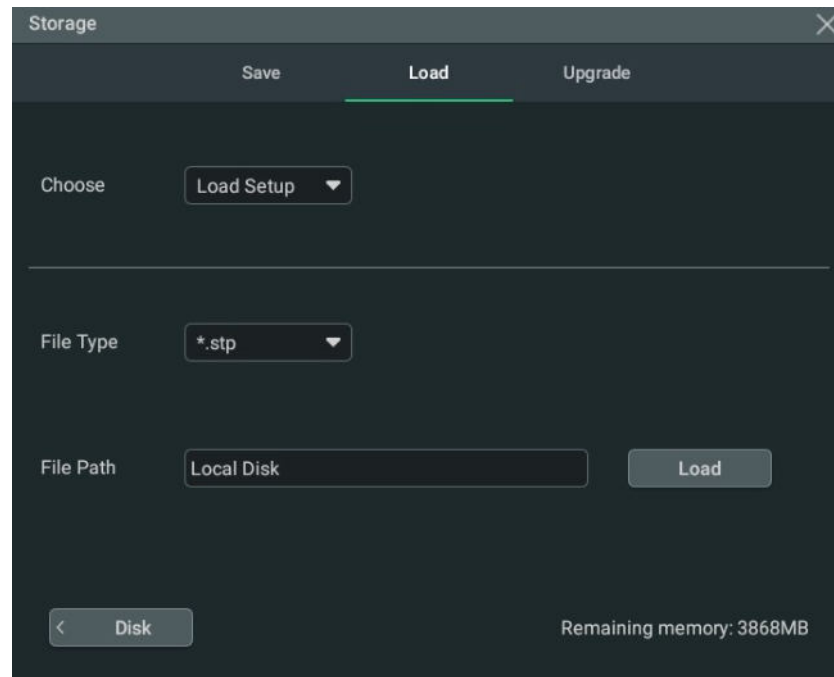 Storage
Save Load Upgrade
Choose Load Setup
File Type *.stp
File Path Local Disk Load
Disk Remaining memory: 3868MB